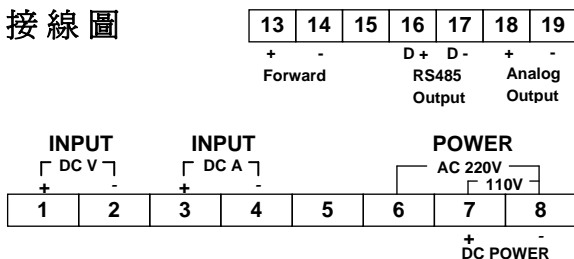 接線圖
13 14 15 16 17 18 19
+ - D+ D- + -
Forward RS485 Analog
Output Output
INPUT INPUT POWER
DC V DC A AC 220V
110V
+ - + -
1 2 3 4 5 6 7 8
+ -
DC POWER